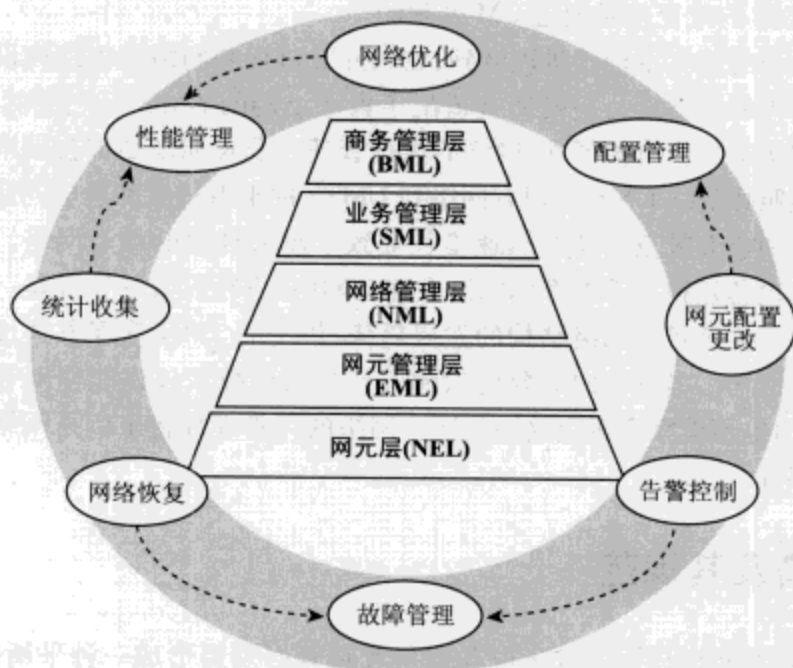 网络优化
性能管理
配置管理
商务管理层
(BML)
业务管理层
(SML)
网络管理层
(NML)
统计收集
网元配置
更改
网元管理层
(EML)
网元层(NEL)
网络恢复
告警控制
故障管理